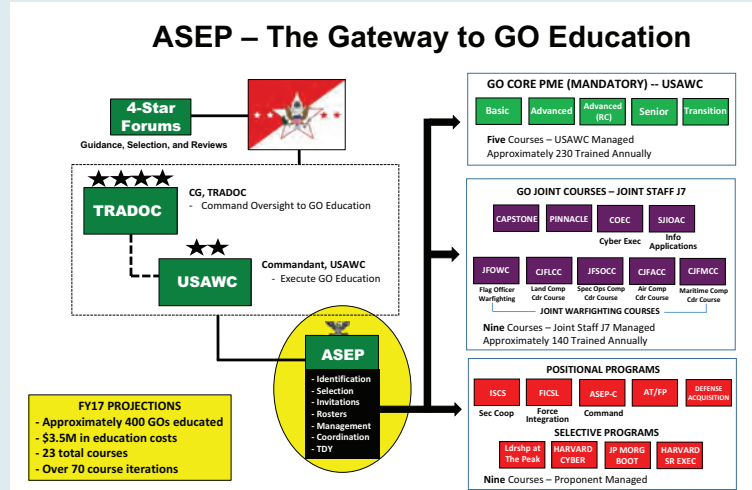 ASEP – The Gateway to GO Education
4-Star
Forums
Guidance, Selection, and Reviews
TRADOC
CG, TRADOC
- Command Oversight to GO Education
USAWC
Commandant, USAWC
- Execute GO Education
ASEP
- Identification
- Selection
- Invitations
- Rosters
- Management
- Coordination
- TDY
FY17 PROJECTIONS
- Approximately 400 GOs educated
- $3.5M in education costs
- 23 total courses
- Over 70 course iterations
GO CORE PME (MANDATORY) -- USAWC
Basic
Advanced
Advanced
(RC)
Senior
Transition
Five Courses – USAWC Managed
Approximately 230 Trained Annually
GO JOINT COURSES – JOINT STAFF J7
CAPSTONE
PINNACLE
COEC
SJIOAC
Cyber Exec
Info
Applications
JFOWC
CJFLCC
JFSOCC
CJFACC
CJFMCC
Flag Officer
Warfighting
Land Comp
Cdr Course
Spec Ops Comp
Cdr Course
Air Comp
Cdr Course
Maritime Comp
Cdr Course
JOINT WARFIGHTING COURSES
Nine Courses – Joint Staff J7 Managed
Approximately 140 Trained Annually
POSITIONAL PROGRAMS
ISCS
FICSL
ASEP-C
AT/FP
DEFENSE
ACQUISITION
Sec Coop
Force
Integration
Command
SELECTIVE PROGRAMS
Ldrshp at
The Peak
HARVARD
CYBER
JP MORG
BOOT
HARVARD
SR EXEC
Nine Courses – Proponent Managed